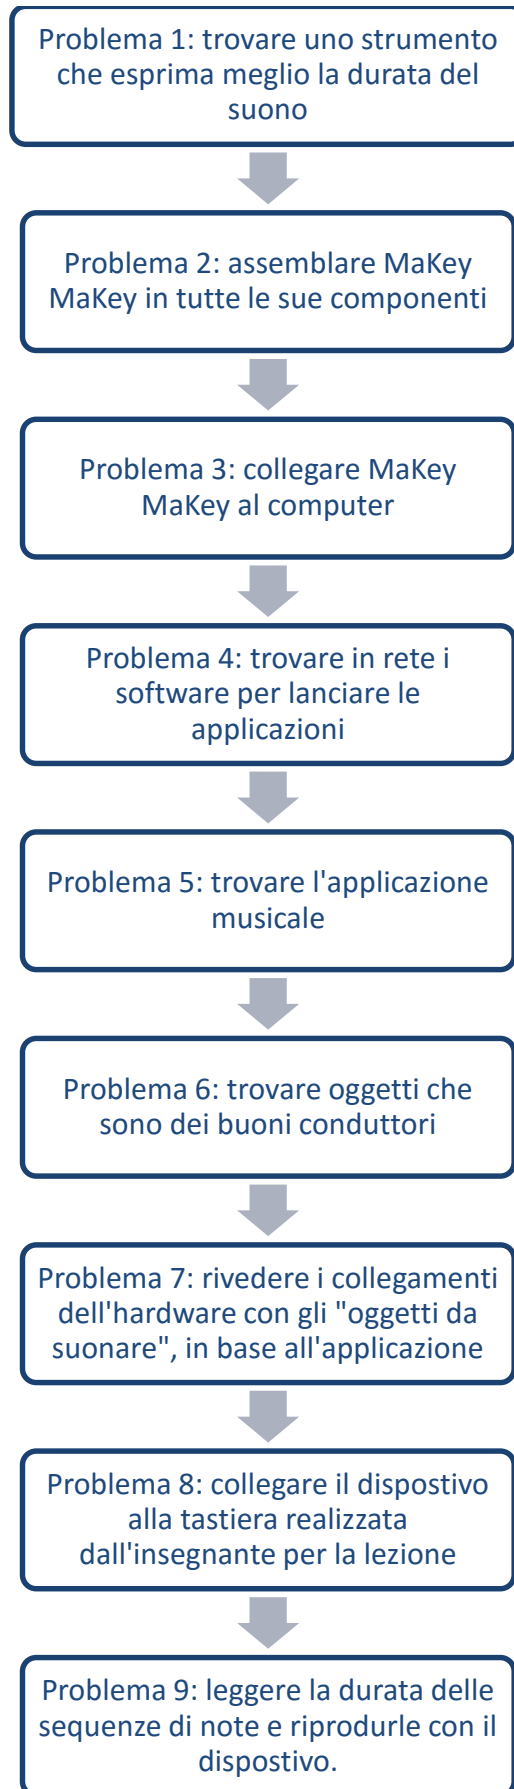 Problema 1: trovare uno strumento
che esprima meglio la durata del
suono
Problema 2: assemblare MaKey
MaKey in tutte le sue componenti
Problema 3: collegare MaKey
MaKey al computer
Problema 4: trovare in rete i
software per lanciare le
applicazioni
Problema 5: trovare l'applicazione
musicale
Problema 6: trovare oggetti che
sono dei buoni conduttori
Problema 7: rivedere i collegamenti
dell'hardware con gli "oggetti da
suonare", in base all'applicazione
Problema 8: collegare il dispostivo
alla tastiera realizzata
dall'insegnante per la lezione
Problema 9: leggere la durata delle
sequenze di note e riprodurle con il
dispostivo.